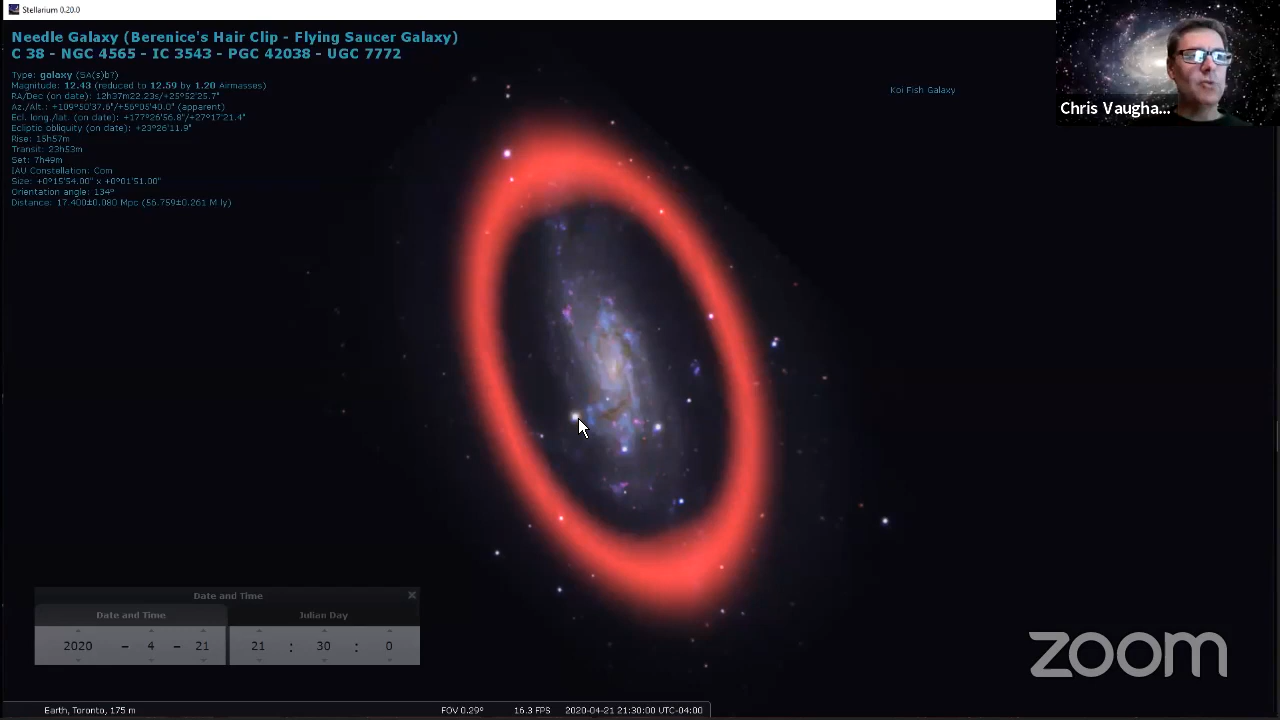 Stellarium 0.20.0
Needle Galaxy (Berenice's Hair Clip - Flying Saucer Galaxy)
C 38 - NGC 4565 - IC 3543 - PGC 42038 - UGC 7772
Type: galaxy (SA(s)b?)
Magnitude: 12.43 (reduced to 12.59 by 1.20 Airmasses)
RA/Dec (on date): 12h37m22.23s/+25°52'25.7"
Az./Alt.: +109°50'37.6"/+56°05'40.0" (apparent)
Ecl. long./lat. (on date): +177°26'56.8"/+27°17'21.4"
Ecliptic obliquity (on date): +23°26'11.9"
Rise: 15h57m
Transit: 23h53m
Set: 7h49m
IAU Constellation: Com
Size: +0°15'54.00" x +0°01'51.00"
Orientation angle: 134°
Distance: 17.400±0.080 Mpc (56.759±0.261 M ly)
Koi Fish Galaxy
Chris Vaugha...
Date and Time
Date and Time
Julian Day
2020 - 4 - 21 21 : 30 : 0
zoom
Earth, Toronto, 175 m FOV 0.29° 16.3 FPS 2020-04-21 21:30:00 UTC-04:00